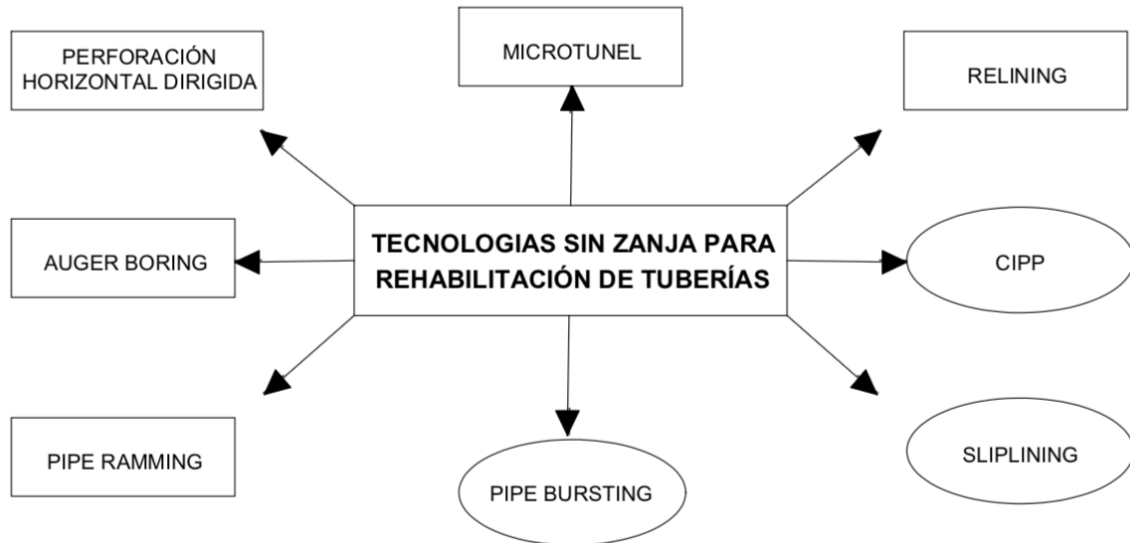 PERFORACIÓN
HORIZONTAL DIRIGIDA
MICROTUNEL
RELINING
TECNOLOGIAS SIN ZANJA PARA
REHABILITACIÓN DE TUBERÍAS
AUGER BORING
CIPP
PIPE RAMMING
PIPE BURSTING
SLIPLINING